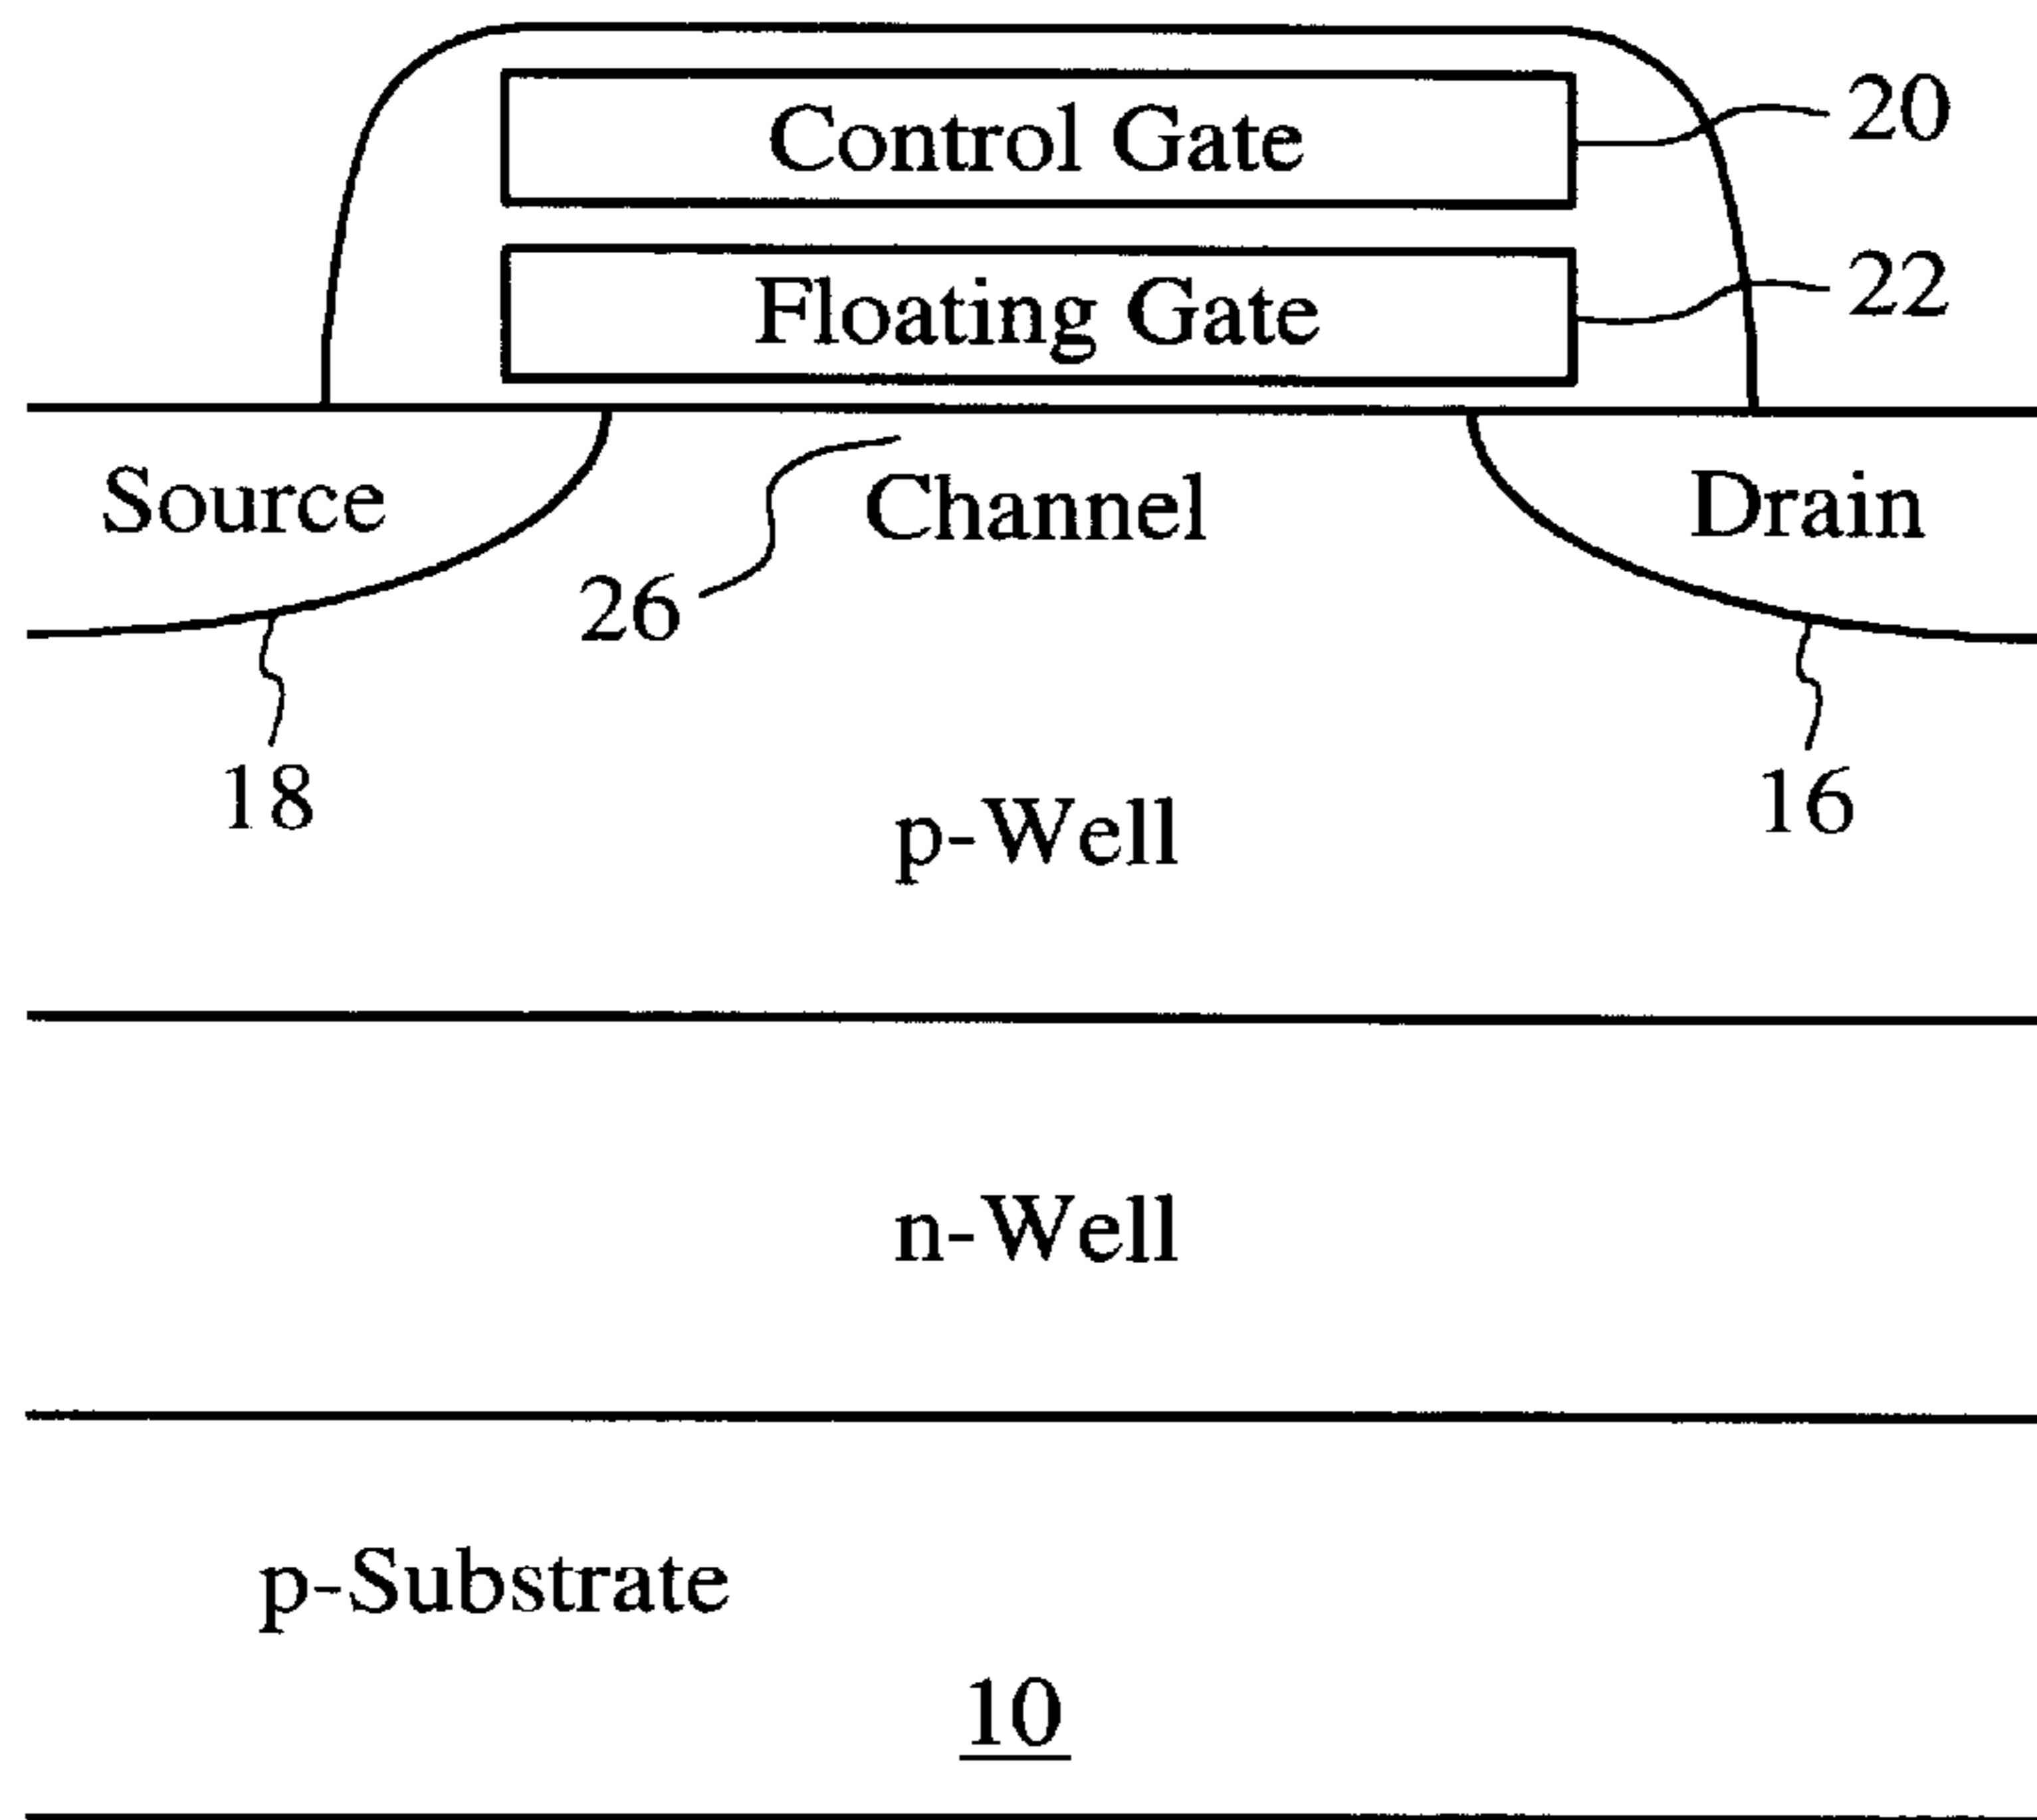 Control Gate
20
Floating Gate
22
Source
Channel
Drain
26
18
16
p-Well
n-Well
p-Substrate
10